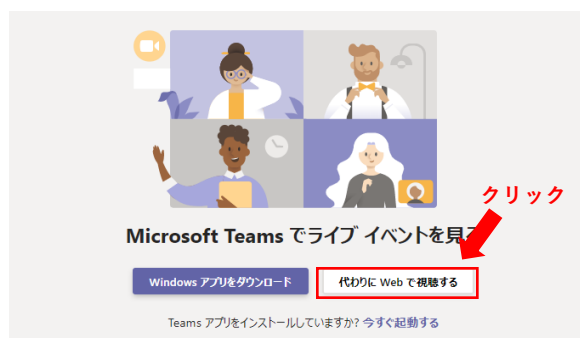 クリック
Microsoft Teams でライブ イベントを見
Windows アプリをダウンロード
代わりに Web で視聴する
Teams アプリをインストールしていますか? 今すぐ起動する